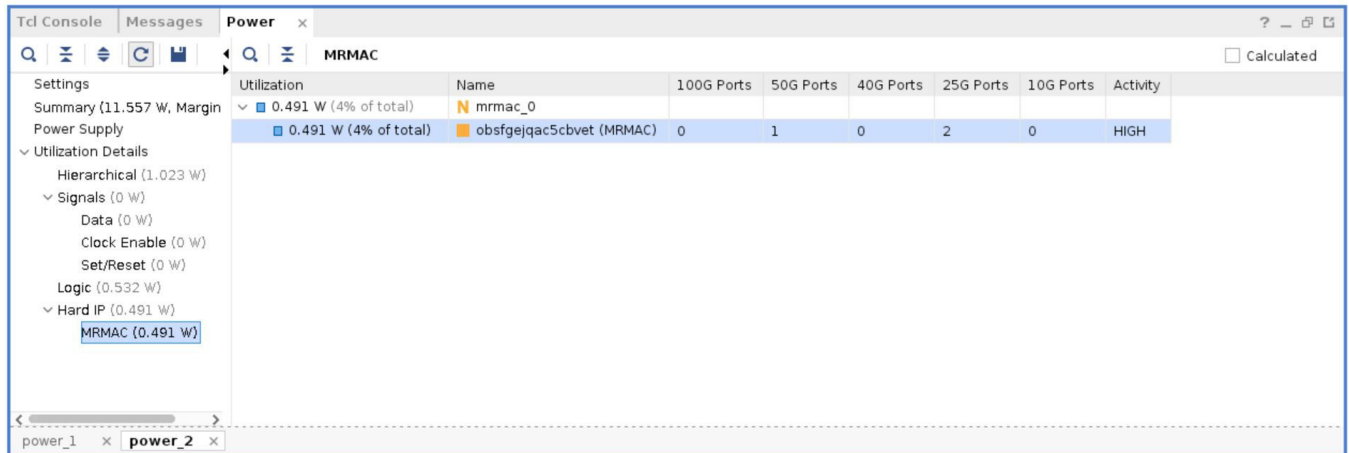 Tcl Console Messages Power × ? _
MRMAC Calculated
Settings
Summary (11.557 W, Margin
Power Supply
Utilization Details
Hierarchical (1.023 W)
Signals (0 W)
Data (0 W)
Clock Enable (0 W)
Set/Reset (0 W)
Logic (0.532 W)
Hard IP (0.491 W)
MRMAC (0.491 W)
Utilization Name 100G Ports 50G Ports 40G Ports 25G Ports 10G Ports Activity
0.491 W (4% of total) N mrmac_0
0.491 W (4% of total) obsfgejqac5cbvet (MRMAC) 0 1 0 2 0 HIGH
power_1 × power_2 ×